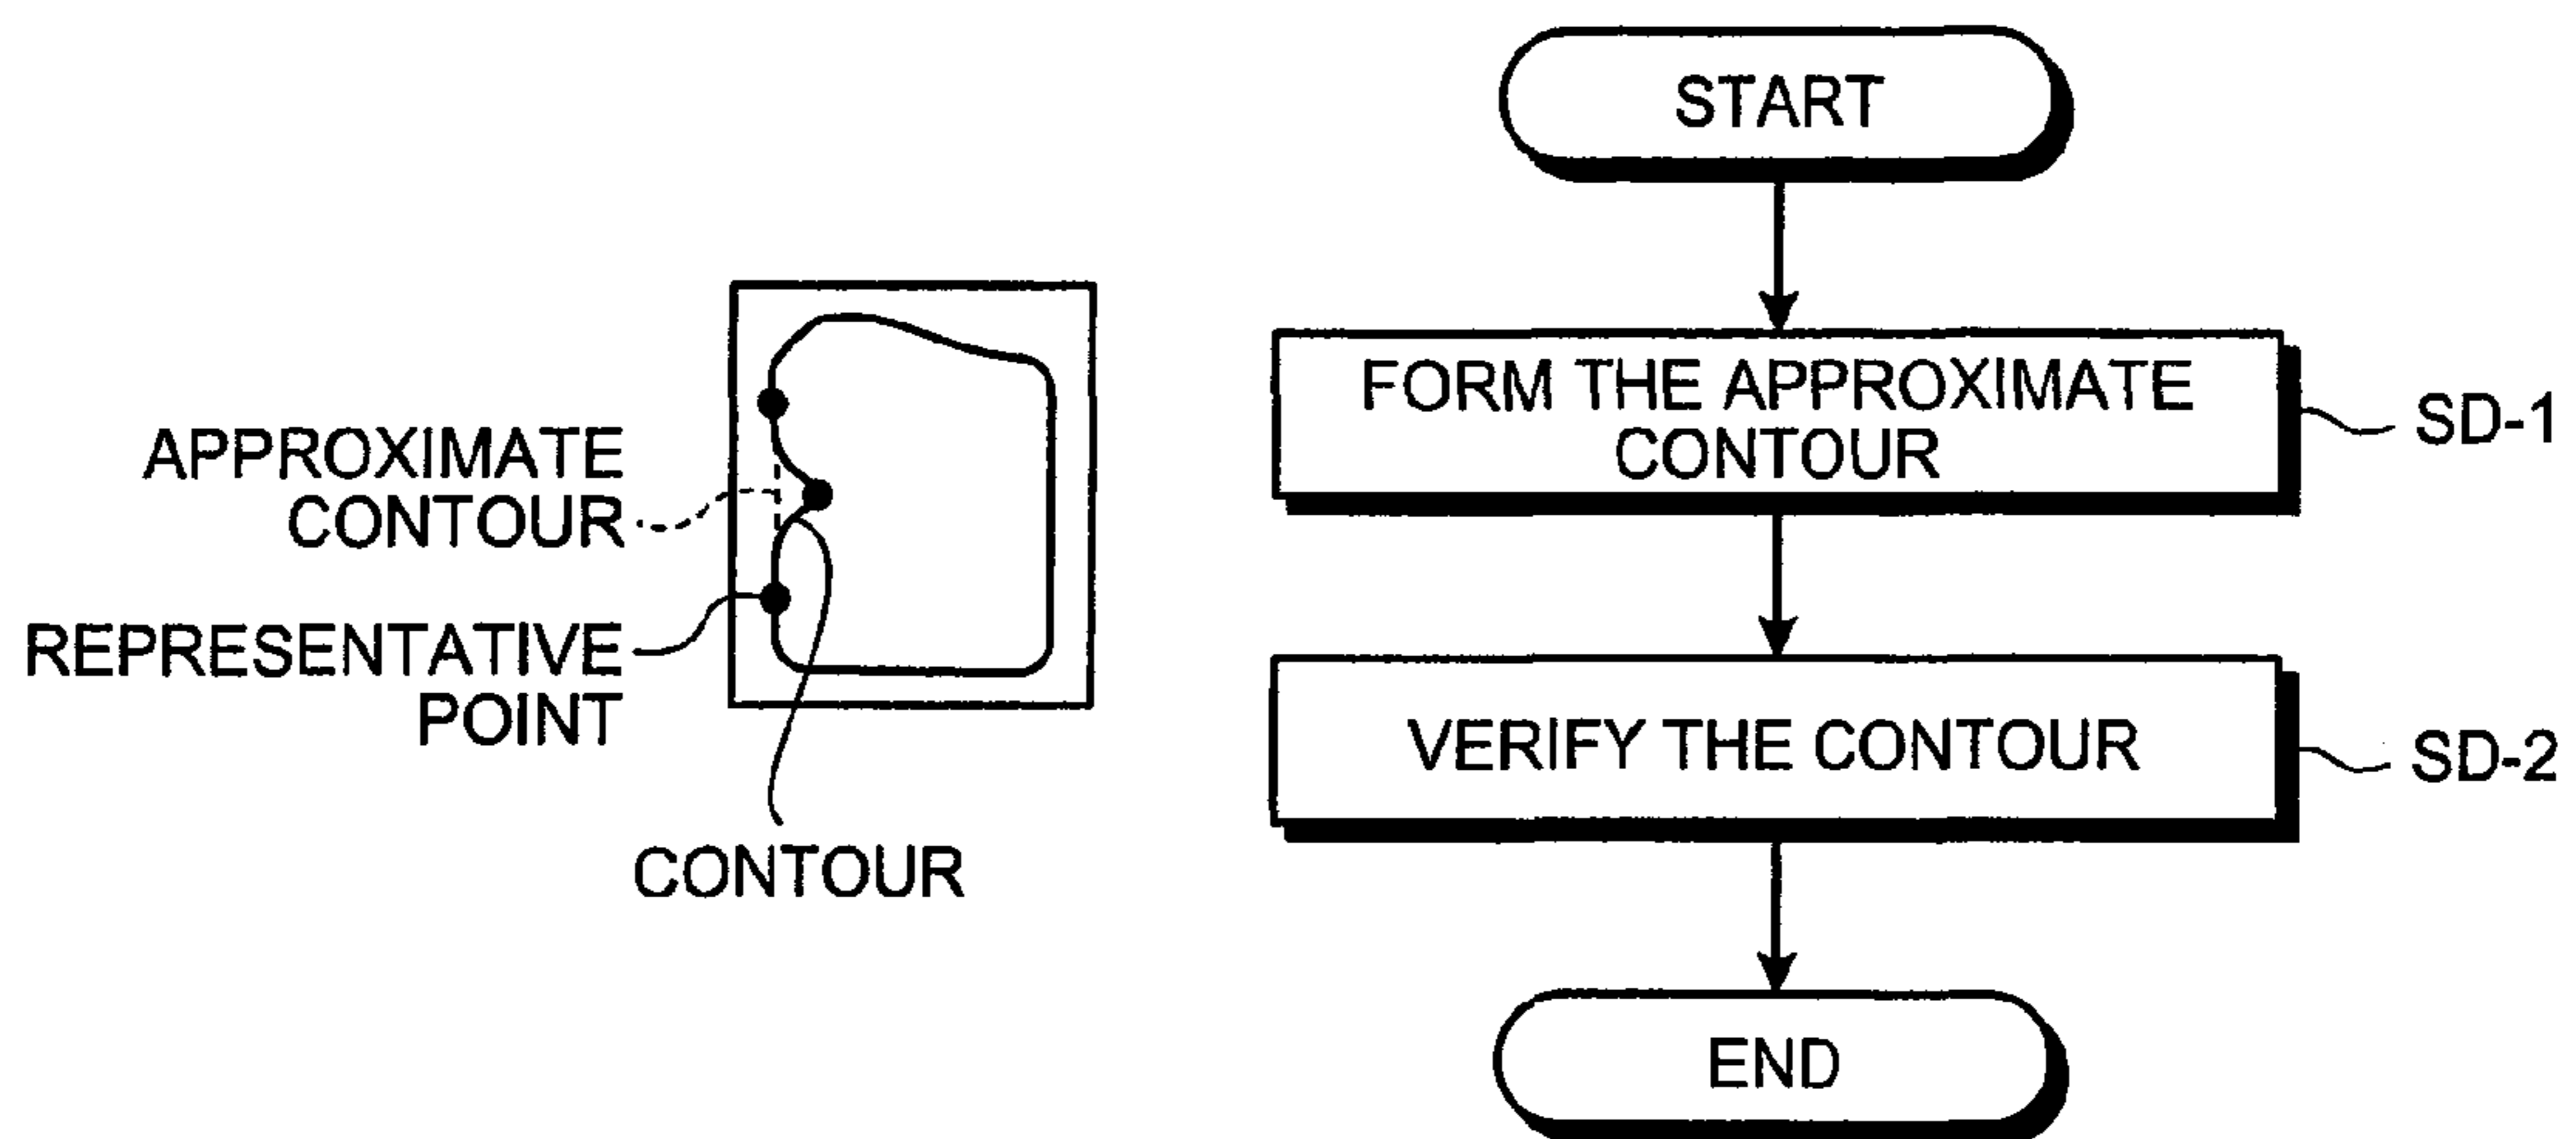 APPROXIMATE
CONTOUR
REPRESENTATIVE
POINT
CONTOUR
START
FORM THE APPROXIMATE
CONTOUR
SD-1
VERIFY THE CONTOUR
SD-2
END